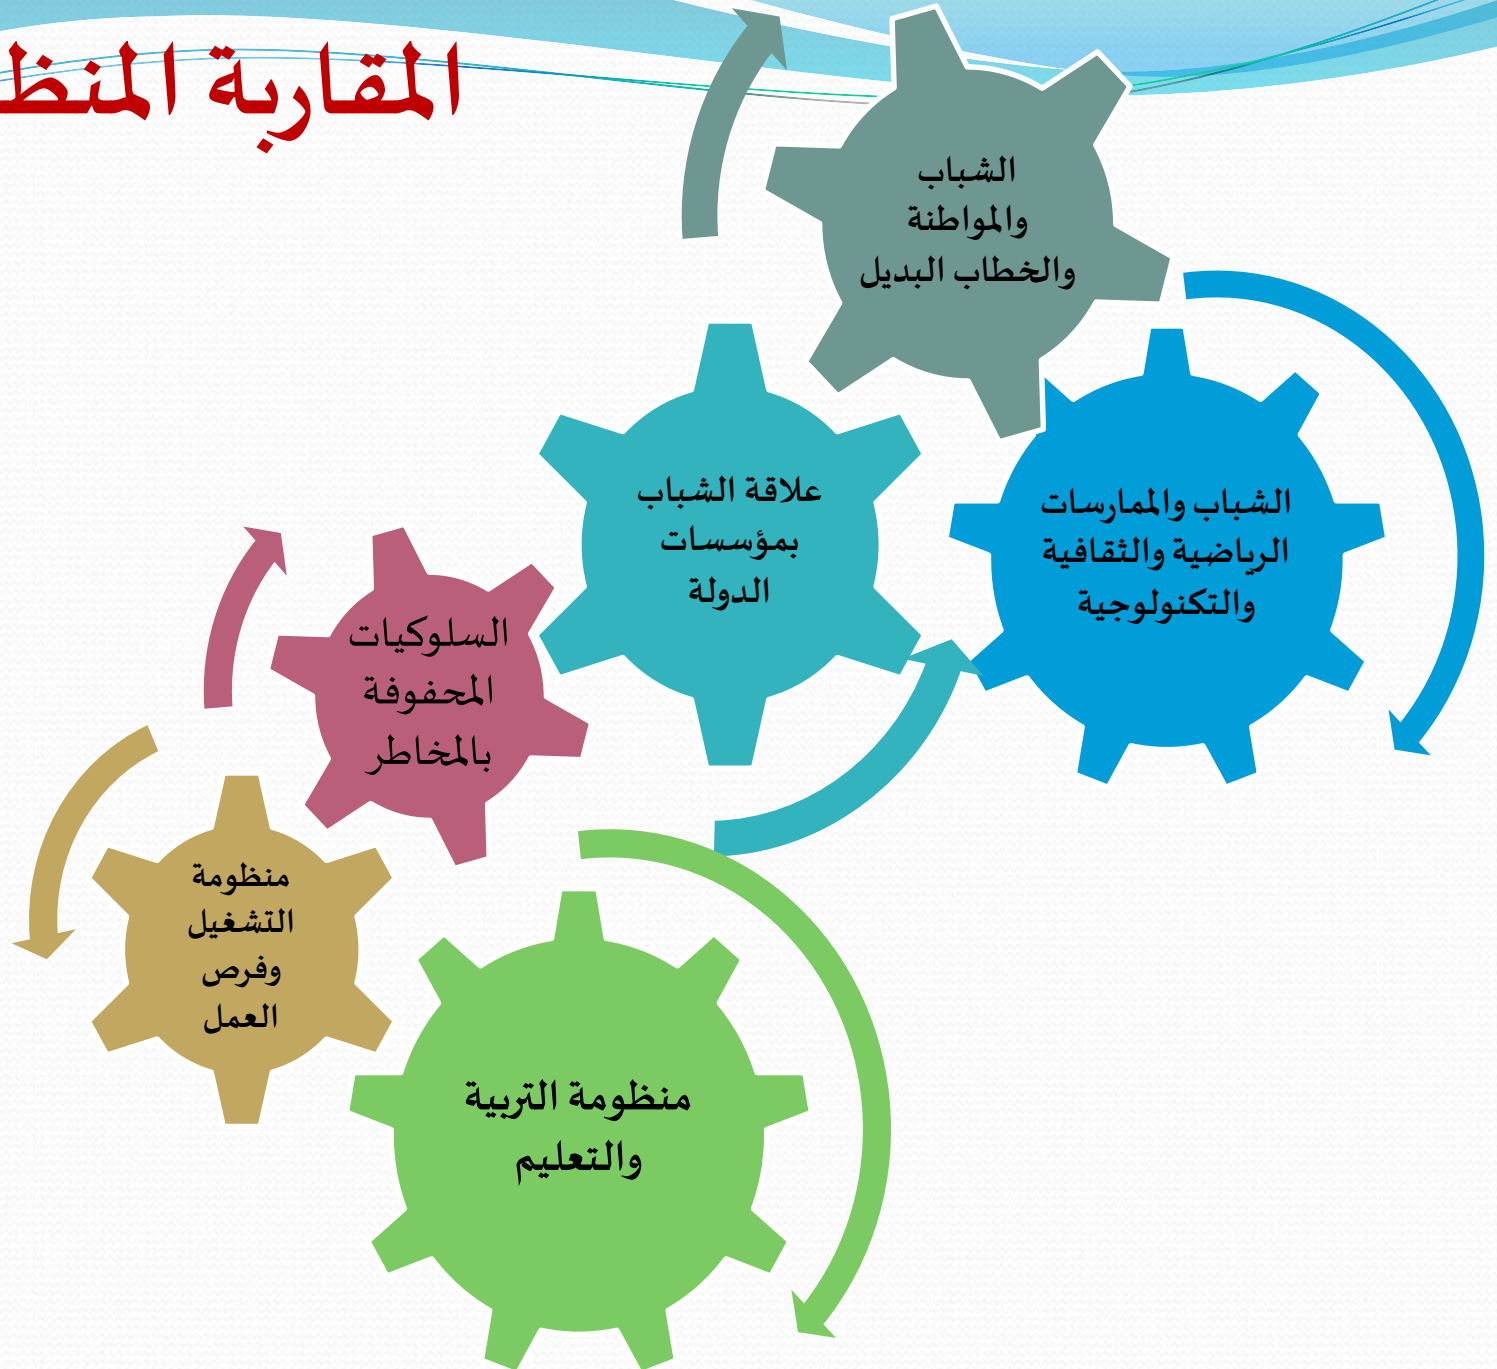 المقاربة
الشباب
والمواطنة
والخطاب البديل
الشباب والممارسات
الرياضية والثقافية
والتكنولوجية
علاقة الشباب
بمؤسسات
الدولة
السلوكيات
المحفوفة
بالمخاطر
منظومة
التشغيل
وفرص
العمل
منظومة التربية
والتعليم